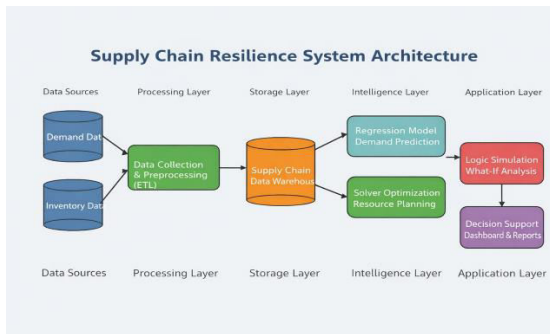 Supply Chain Resilience System Architecture
Data Sources
Processing Layer
Storage Layer
Intelligence Layer
Application Layer
Demand Dat
Inventory Dat
Data Collection
& Preprocessing
(ETL)
Supply Chain
Data Warehous
Regression Model
Demand Prediction
Solver Optimization
Resource Planning
Logic Simulation
What-If Analysis
Decision Support
Dashboard & Reports
Data Sources
Processing Layer
Storage Layer
Intelligence Layer
Application Layer